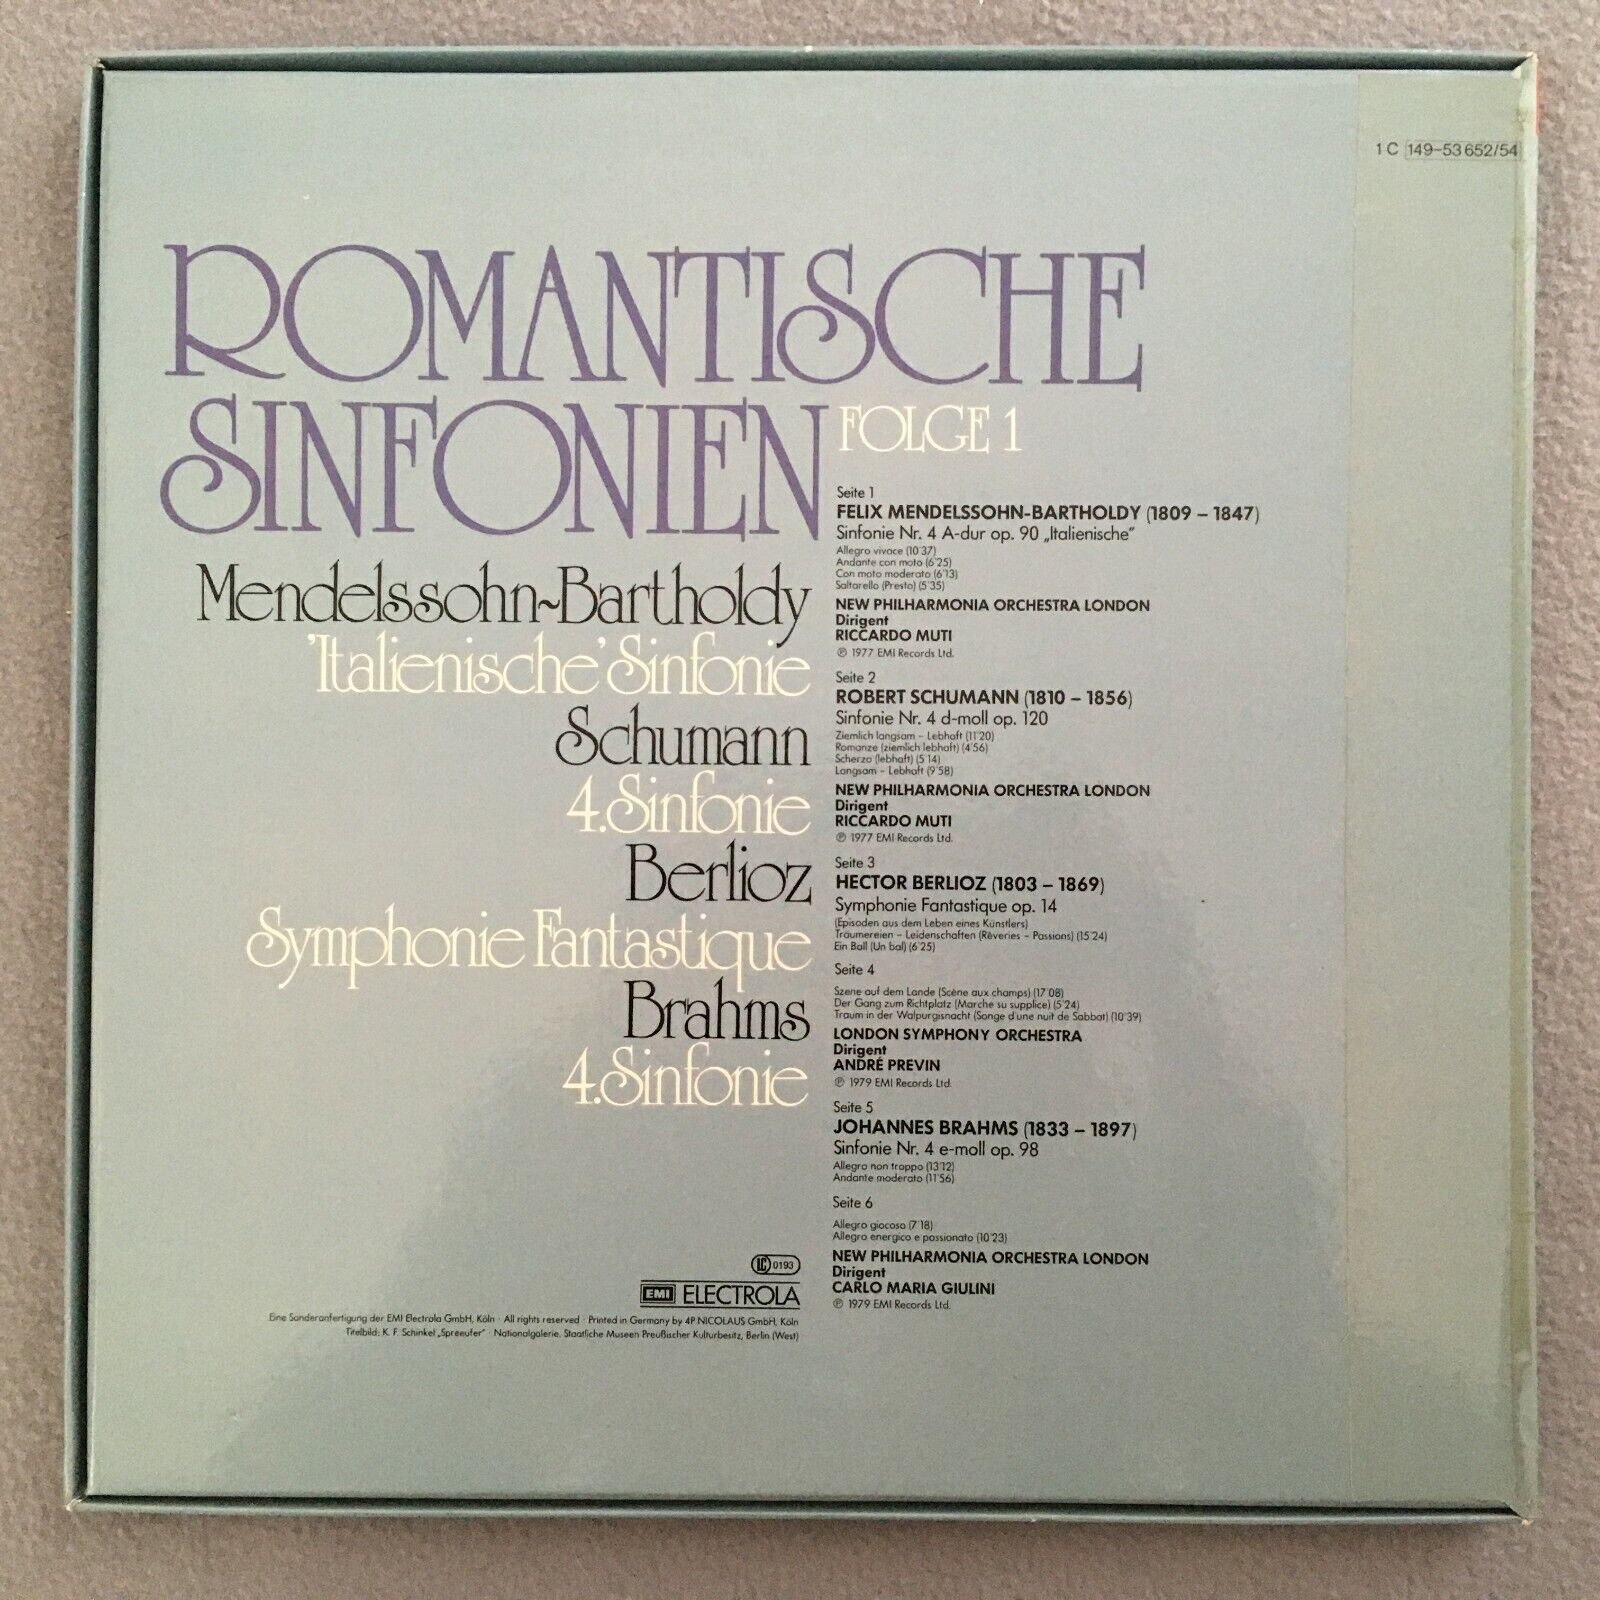 1 C 149-53 652/54
ROMANTISCHE
SINFONIEN
FOLGE 1
Mendelssohn-Bartholdy
'Italienische' Sinfonie
Schumann
4. Sinfonie
Berlioz
Symphonie Fantastique
Brahms
4. Sinfonie
Seite 1
FELIX MENDELSSOHN-BARTHOLDY (1809 – 1847)
Sinfonie Nr. 4 A-dur op. 90 „Italienische“
Allegro vivace (10'37)
Andante con moto (6'25)
Con moto moderato (6'13)
Saltarello (Presto) (5'35)
NEW PHILHARMONIA ORCHESTRA LONDON
Dirigent
RICCARDO MUTI
℗ 1977 EMI Records Ltd.
Seite 2
ROBERT SCHUMANN (1810 – 1856)
Sinfonie Nr. 4 d-moll op. 120
Ziemlich langsam – Lebhaft (11'20)
Romanze (ziemlich lebhaft) (4'56)
Scherzo (lebhaft) (5'14)
Langsam – Lebhaft (9'58)
NEW PHILHARMONIA ORCHESTRA LONDON
Dirigent
RICCARDO MUTI
℗ 1977 EMI Records Ltd.
Seite 3
HECTOR BERLIOZ (1803 – 1869)
Symphonie Fantastique op. 14
(Episoden aus dem Leben eines Künstlers)
Träumereien – Leidenschaften (Rêveries – Passions) (15'24)
Ein Ball (Un bal) (6'25)
Seite 4
Szene auf dem Lande (Scène aux champs) (17'08)
Der Gang zum Richtplatz (Marche su supplice) (5'24)
Traum in der Walpurgisnacht (Songe d'une nuit de Sabbat) (10'39)
LONDON SYMPHONY ORCHESTRA
Dirigent
ANDRÉ PREVIN
℗ 1979 EMI Records Ltd.
Seite 5
JOHANNES BRAHMS (1833 – 1897)
Sinfonie Nr. 4 e-moll op. 98
Allegro non troppo (13'12)
Andante moderato (11'56)
Seite 6
Allegro giocoso (7'18)
Allegro energico e passionato (10'23)
NEW PHILHARMONIA ORCHESTRA LONDON
Dirigent
CARLO MARIA GIULINI
℗ 1979 EMI Records Ltd.
LC 0193
EMI ELECTROLA
Eine Sonderanfertigung der EMI Electrola GmbH, Köln · All rights reserved · Printed in Germany by 4P NICOLAUS GmbH, Köln
Titelbild: K. F. Schinkel „Spreeufer“ · Nationalgalerie, Staatliche Museen Preußischer Kulturbesitz, Berlin (West)